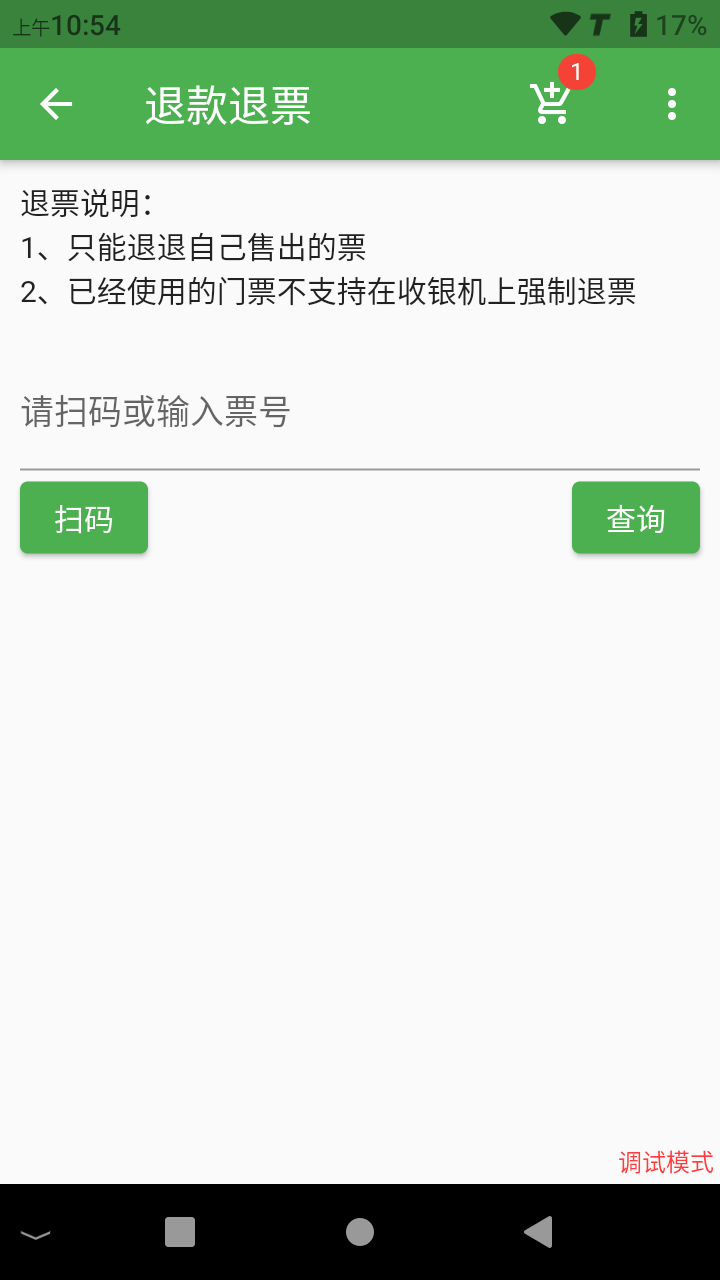 上午10:54
17%
退款退票
1
退票说明:
1、只能退退自己售出的票
2、已经使用的门票不支持在收银机上强制退票
请扫码或输入票号
扫码
查询
调试模式